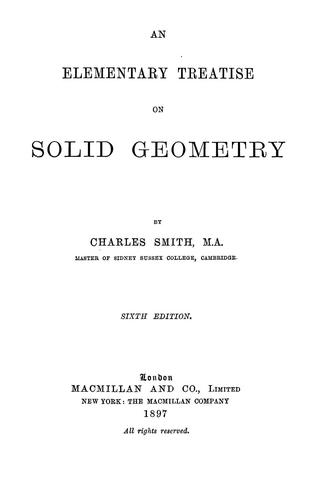 AN
ELEMENTARY TREATISE
ON
SOLID GEOMETRY
BY
CHARLES SMITH, M.A.
MASTER OF SIDNEY SUSSEX COLLEGE, CAMBRIDGE.
SIXTH EDITION.
London
MACMILLAN AND CO., LIMITED
NEW YORK: THE MACMILLAN COMPANY
1897
All rights reserved.